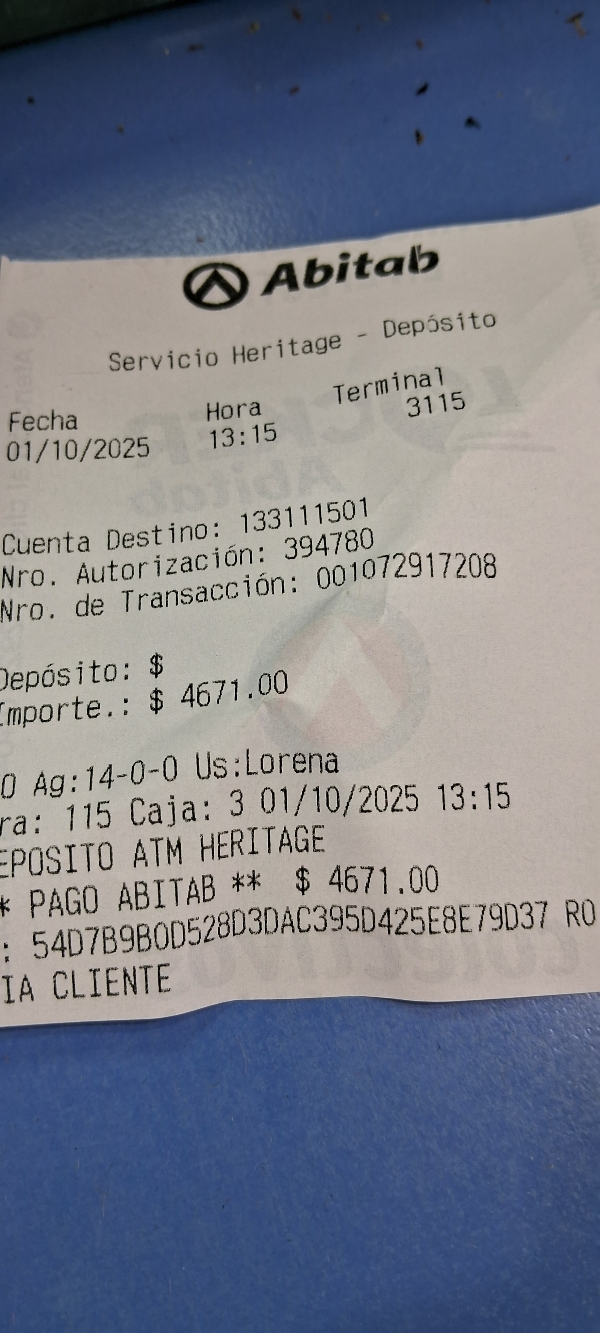 Abitab
Servicio Heritage - Depósito
Fecha Hora Terminal
01/10/2025 13:15 3115
Cuenta Destino: 133111501
Nro. Autorización: 394780
Nro. de Transacción: 001072917208
Depósito: $
Importe.: $ 4671.00
0 Ag:14-0-0 Us:Lorena
ra: 115 Caja: 3 01/10/2025 13:15
EPOSITO ATM HERITAGE
* PAGO ABITAB ** $ 4671.00
: 54D7B9B0D528D3DAC395D425E8E79D37 RO
IA CLIENTE